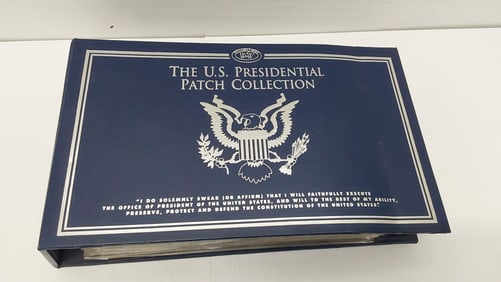 THE U.S. PRESIDENTIAL
PATCH COLLECTION
"I DO SOLEMNLY SWEAR [OR AFFIRM] THAT I WILL FAITHFULLY EXECUTE
THE OFFICE OF PRESIDENT OF THE UNITED STATES, AND WILL TO THE BEST OF MY ABILITY,
PRESERVE, PROTECT AND DEFEND THE CONSTITUTION OF THE UNITED STATES"